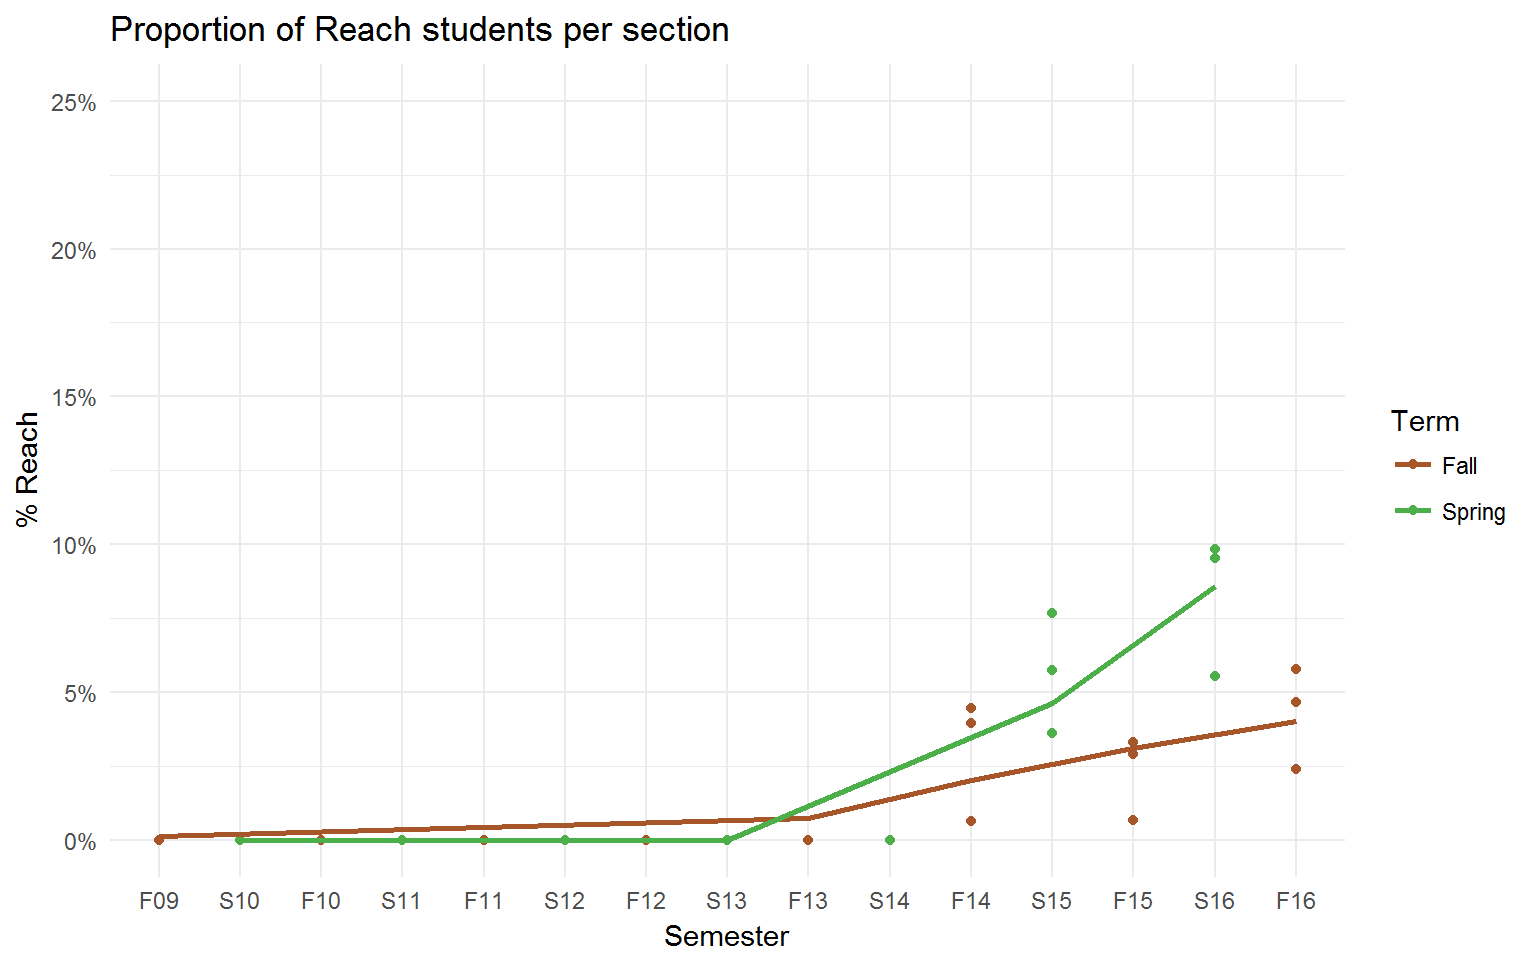 Proportion of Reach students per section
% Reach
25%
20%
15%
10%
5%
0%
F09 S10 F10 S11 F11 S12 F12 S13 F13 S14 F14 S15 F15 S16 F16
Semester
Term
Fall
Spring